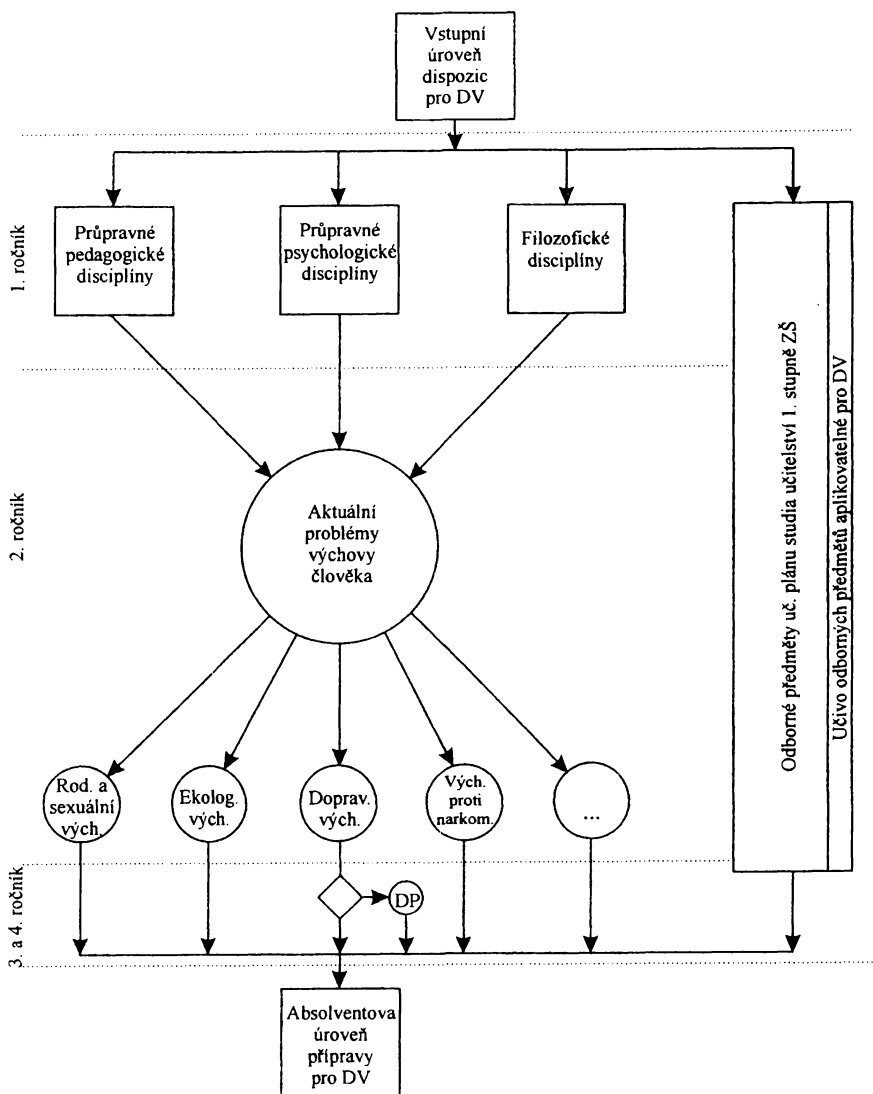 Vstupní
úroveň
dispozic
pro DV
1. ročník
Průpravné
pedagogické
disciplíny
Průpravné
psychologické
disciplíny
Filozofické
disciplíny
Odborné předměty uč. plánu studia učitelství 1. stupně ZŠ
Učivo odborných předmětů aplikovatelné pro DV
2. ročník
Aktuální
problémy
výchovy
člověka
Rod. a
sexuální
vých.
Ekolog.
vých.
Doprav.
vých.
Vých.
proti
narkom.
...
3. a 4. ročník
DP
Absolventova
úroveň
přípravy
pro DV